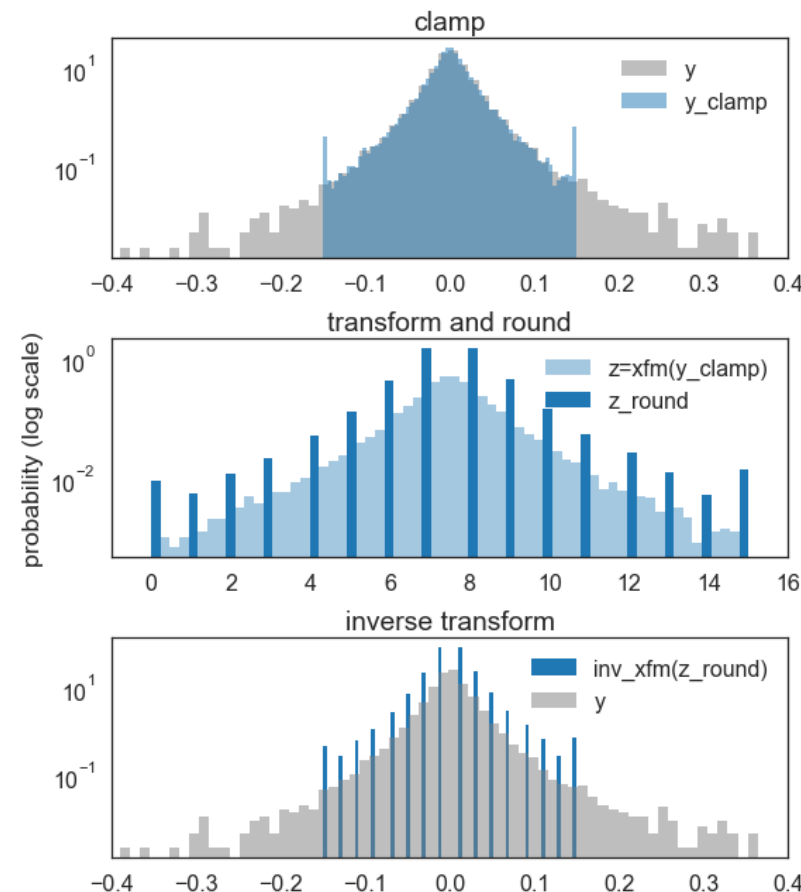 clamp
10^1
10^-1
y
y_clamp
−0.4 −0.3 −0.2 −0.1 0.0 0.1 0.2 0.3 0.4
transform and round
probability (log scale)
10^0
10^-2
z=xfm(y_clamp)
z_round
0 2 4 6 8 10 12 14 16
inverse transform
10^1
10^-1
inv_xfm(z_round)
y
−0.4 −0.3 −0.2 −0.1 0.0 0.1 0.2 0.3 0.4